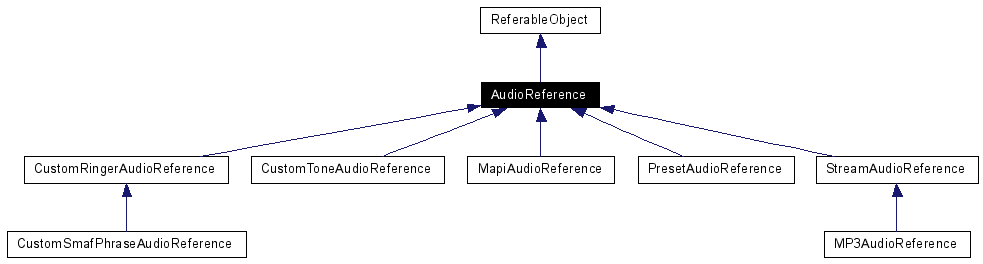 ReferableObject
AudioReference
CustomRingerAudioReference
CustomToneAudioReference
MapiAudioReference
PresetAudioReference
StreamAudioReference
CustomSmafPhraseAudioReference
MP3AudioReference